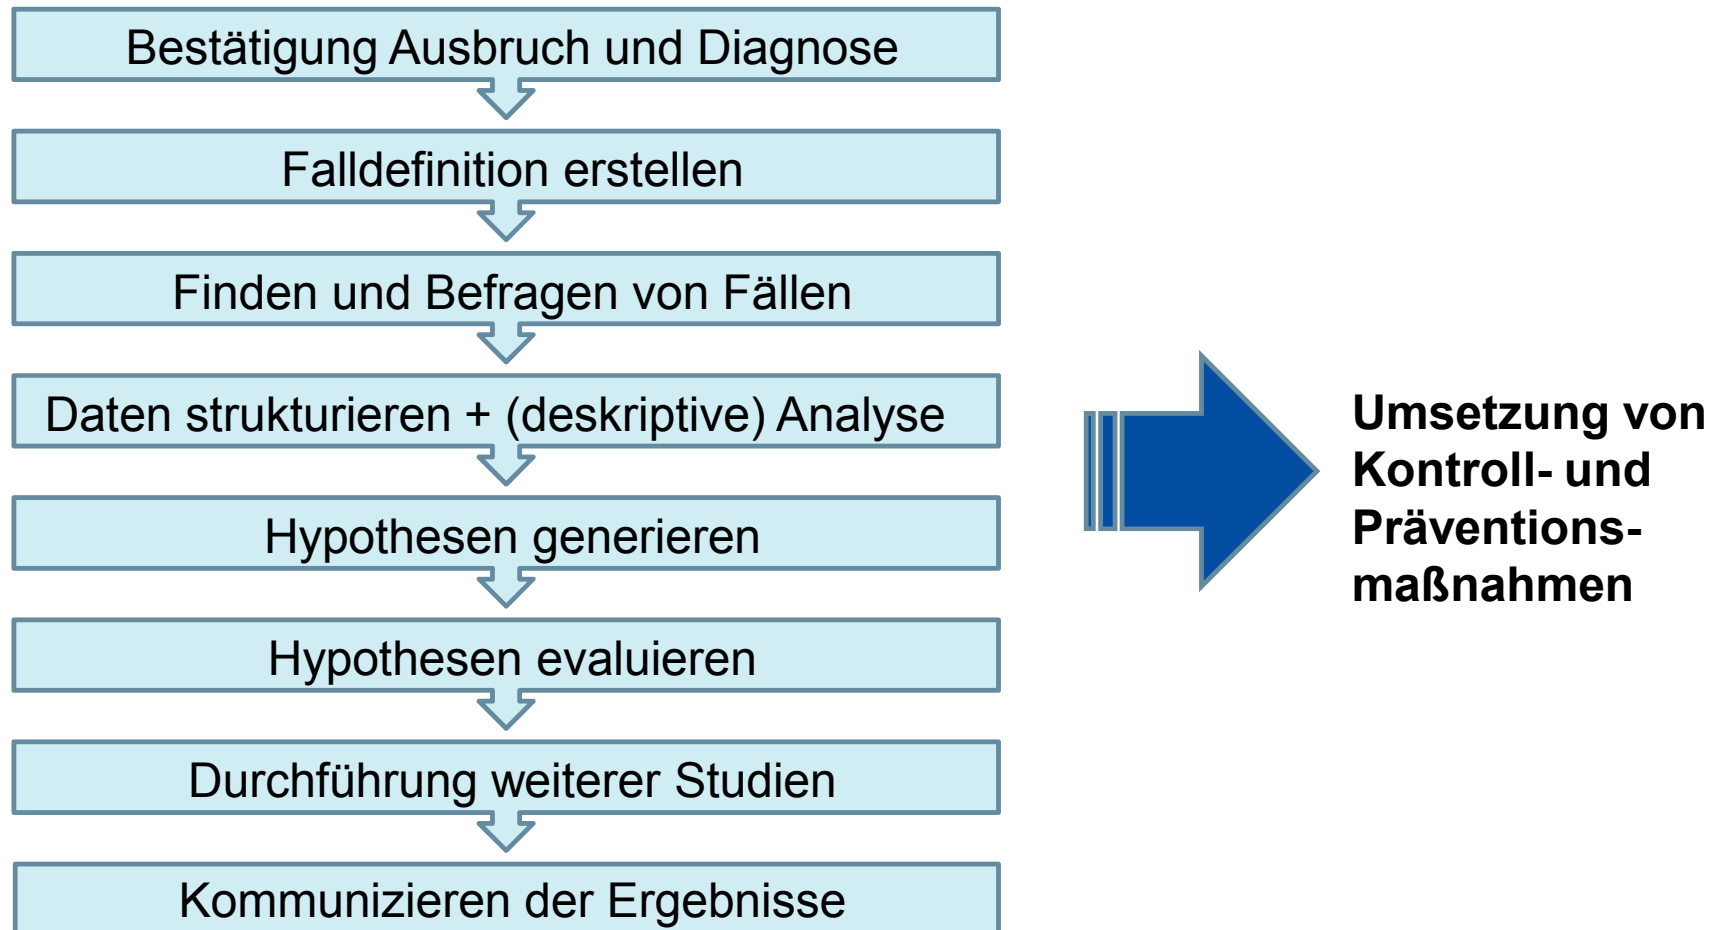 Bestätigung Ausbruch und Diagnose
Falldefinition erstellen
Finden und Befragen von Fällen
Daten strukturieren + (deskriptive) Analyse
Hypothesen generieren
Hypothesen evaluieren
Durchführung weiterer Studien
Kommunizieren der Ergebnisse
Umsetzung von
Kontroll- und
Präventions-
maßnahmen